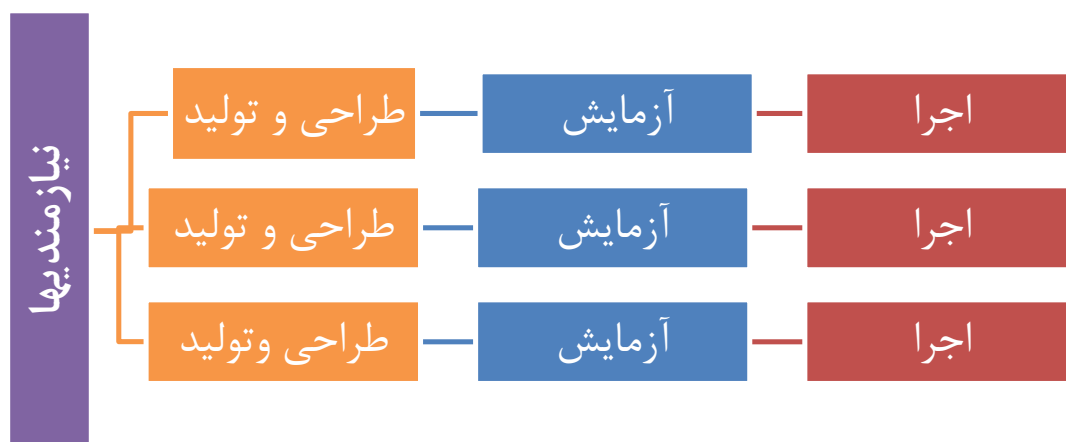 نیازمندیها
طراحی و تولید
آزمایش
اجرا
طراحی و تولید
آزمایش
اجرا
طراحی وتولید
آزمایش
اجرا